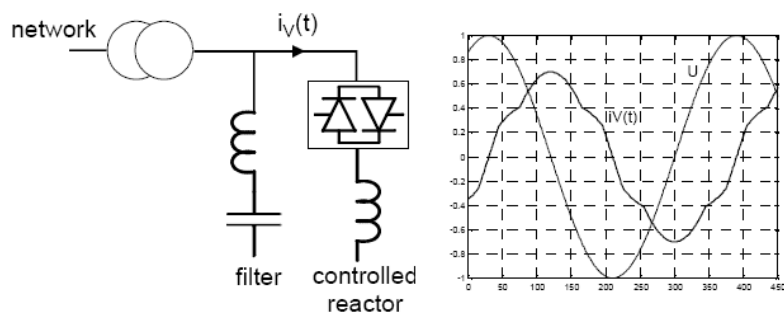 network
iV(t)
filter
controlled
reactor
1
0.8
0.6
0.4
0.2
0
-0.2
-0.4
-0.6
-0.8
-1
U
iV(t)
0 50 100 150 200 250 300 350 400 450